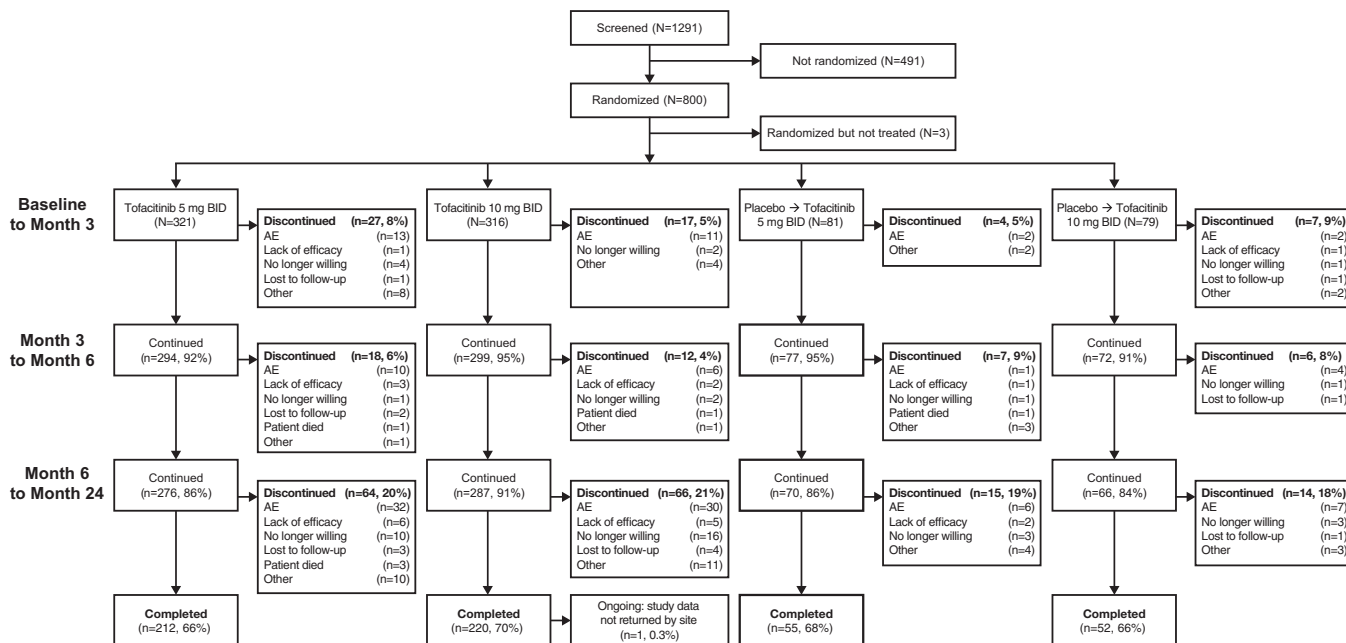 Screened (N=1291)
Not randomized (N=491)
Randomized (N=800)
Randomized but not treated (N=3)
Baseline
to Month 3
Tofacitinib 5 mg BID
(N=321)
Discontinued (n=27, 8%)
AE (n=13)
Lack of efficacy (n=1)
No longer willing (n=4)
Lost to follow-up (n=1)
Other (n=8)
Tofacitinib 10 mg BID
(N=316)
Discontinued (n=17, 5%)
AE (n=11)
No longer willing (n=2)
Other (n=4)
Placebo → Tofacitinib
5 mg BID (N=81)
Discontinued (n=4, 5%)
AE (n=2)
Other (n=2)
Placebo → Tofacitinib
10 mg BID (N=79)
Discontinued (n=7, 9%)
AE (n=2)
Lack of efficacy (n=1)
No longer willing (n=1)
Lost to follow-up (n=1)
Other (n=2)
Month 3
to Month 6
Continued
(n=294, 92%)
Discontinued (n=18, 6%)
AE (n=10)
Lack of efficacy (n=3)
No longer willing (n=1)
Lost to follow-up (n=2)
Patient died (n=1)
Other (n=1)
Continued
(n=299, 95%)
Discontinued (n=12, 4%)
AE (n=6)
Lack of efficacy (n=2)
No longer willing (n=2)
Patient died (n=1)
Other (n=1)
Continued
(n=77, 95%)
Discontinued (n=7, 9%)
AE (n=1)
Lack of efficacy (n=1)
No longer willing (n=1)
Patient died (n=1)
Other (n=3)
Continued
(n=72, 91%)
Discontinued (n=6, 8%)
AE (n=4)
No longer willing (n=1)
Lost to follow-up (n=1)
Month 6
to Month 24
Continued
(n=276, 86%)
Discontinued (n=64, 20%)
AE (n=32)
Lack of efficacy (n=6)
No longer willing (n=10)
Lost to follow-up (n=3)
Patient died (n=3)
Other (n=10)
Continued
(n=287, 91%)
Discontinued (n=66, 21%)
AE (n=30)
Lack of efficacy (n=5)
No longer willing (n=16)
Lost to follow-up (n=4)
Other (n=11)
Continued
(n=70, 86%)
Discontinued (n=15, 19%)
AE (n=6)
Lack of efficacy (n=2)
No longer willing (n=3)
Other (n=4)
Continued
(n=66, 84%)
Discontinued (n=14, 18%)
AE (n=7)
No longer willing (n=3)
Lost to follow-up (n=1)
Other (n=3)
Completed
(n=212, 66%)
Completed
(n=220, 70%)
Ongoing: study data
not returned by site
(n=1, 0.3%)
Completed
(n=55, 68%)
Completed
(n=52, 66%)